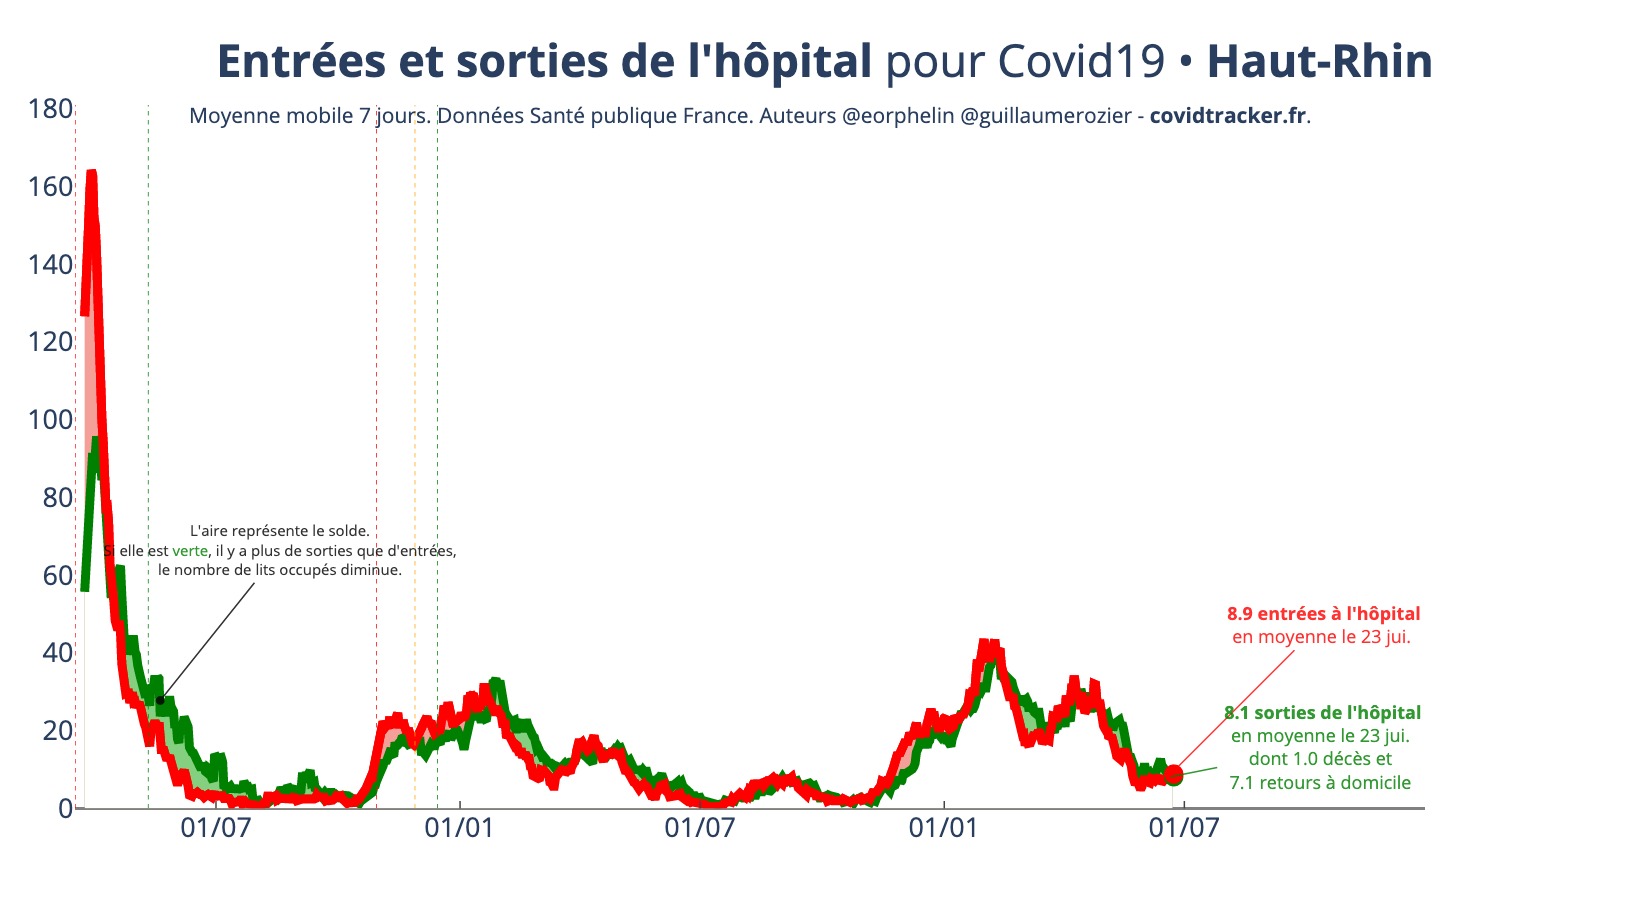 Entrées et sorties de l'hôpital pour Covid19 • Haut-Rhin
Moyenne mobile 7 jours. Données Santé publique France. Auteurs @eorphelin @guillaumerozier - covidtracker.fr.
180
160
140
120
100
80
60
40
20
0
L'aire représente le solde.
Si elle est verte, il y a plus de sorties que d'entrées,
le nombre de lits occupés diminue.
8.9 entrées à l'hôpital
en moyenne le 23 jui.
8.1 sorties de l'hôpital
en moyenne le 23 jui.
dont 1.0 décès et
7.1 retours à domicile
01/07
01/01
01/07
01/01
01/07